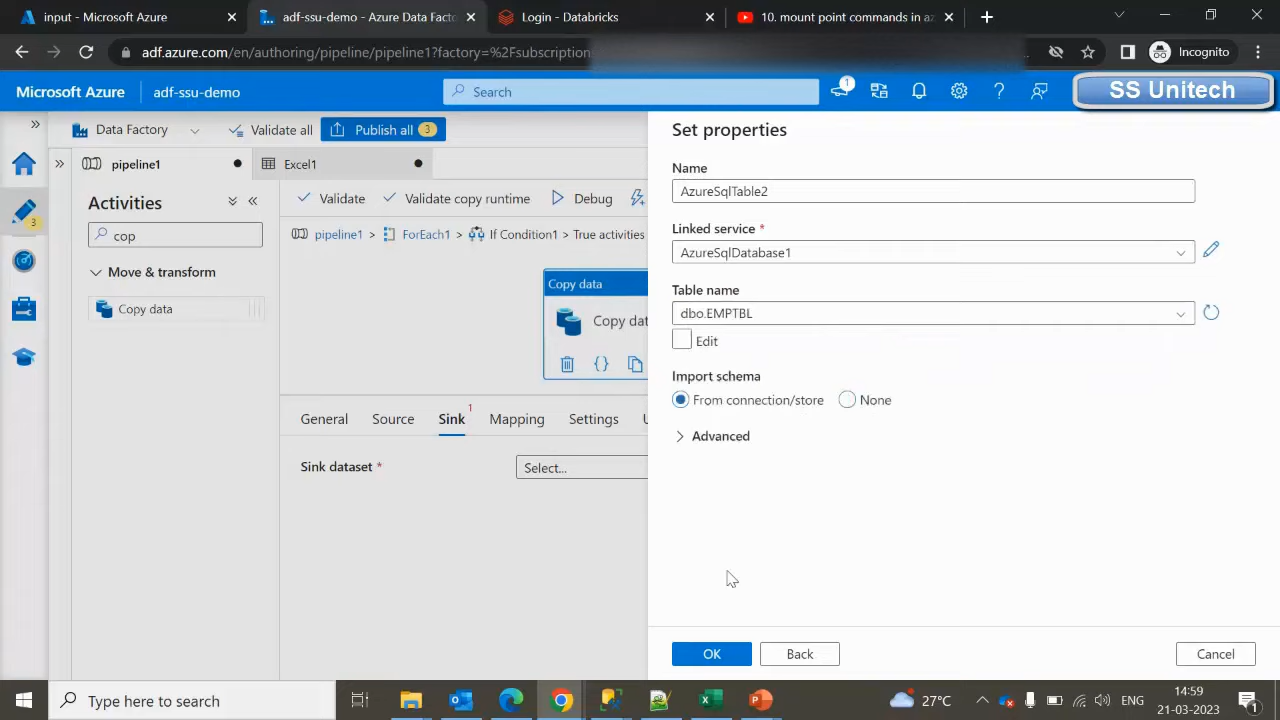 input - Microsoft Azure
adf-ssu-demo - Azure Data Facto
Login - Databricks
10. mount point commands in a
adf.azure.com/en/authoring/pipeline/pipeline1?factory=%2Fsubscription
Incognito
Microsoft Azure
adf-ssu-demo
Search
1
SS Unitech
Data Factory
Validate all
Publish all
3
pipeline1
Excel1
Activities
cop
Move & transform
Copy data
3
Validate
Validate copy runtime
Debug
pipeline1 > ForEach1 > If Condition1 > True activities
Copy data
Copy dat
{}
General
Source
Sink
1
Mapping
Settings
Sink dataset *
Select...
Set properties
Name
AzureSqlTable2
Linked service *
AzureSqlDatabase1
Table name
dbo.EMPTBL
Edit
Import schema
From connection/store
None
Advanced
OK
Back
Cancel
Type here to search
27°C
ENG
14:59
21-03-2023
1